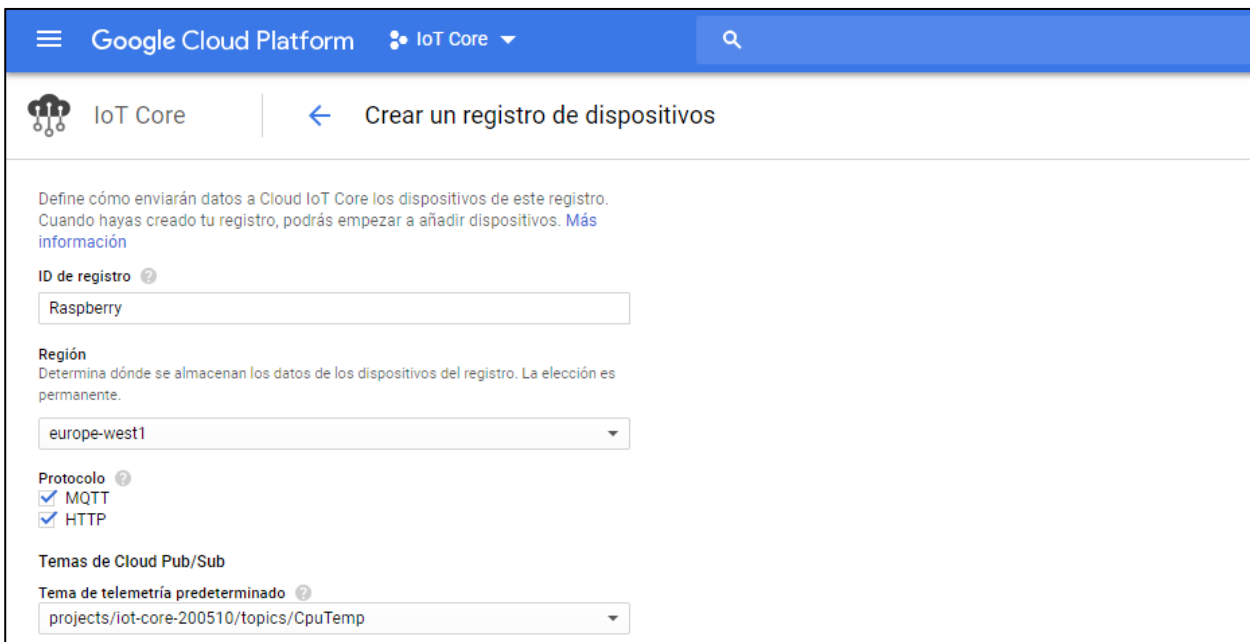 Google Cloud Platform IoT Core
IoT Core Crear un registro de dispositivos
Define cómo enviarán datos a Cloud IoT Core los dispositivos de este registro.
Cuando hayas creado tu registro, podrás empezar a añadir dispositivos. Más
información
ID de registro ?
Raspberry
Región
Determina dónde se almacenan los datos de los dispositivos del registro. La elección es
permanente.
europe-west1
Protocolo ?
MQTT
HTTP
Temas de Cloud Pub/Sub
Tema de telemetría predeterminado ?
projects/iot-core-200510/topics/CpuTemp